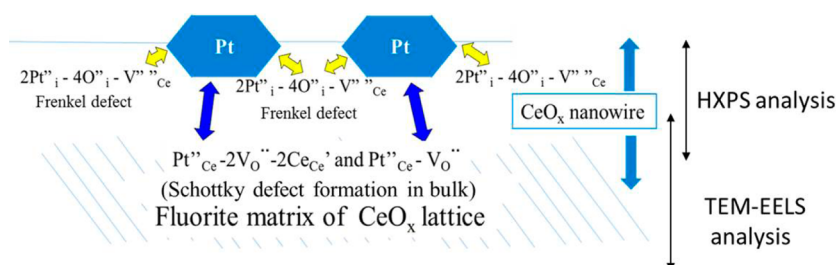 Pt Pt
2Pt”ᵢ - 4O”ᵢ - V” ”Ce
Frenkel defect
2Pt”ᵢ - 4O”ᵢ - V” ”Ce
Frenkel defect
2Pt”ᵢ - 4O”ᵢ - V” ”Ce
CeOₓ nanowire
HXPS analysis
Pt”Ce-2V_O¨-2CeCe’ and Pt”Ce- V_O¨
(Schottky defect formation in bulk)
Fluorite matrix of CeOₓ lattice
TEM-EELS
analysis